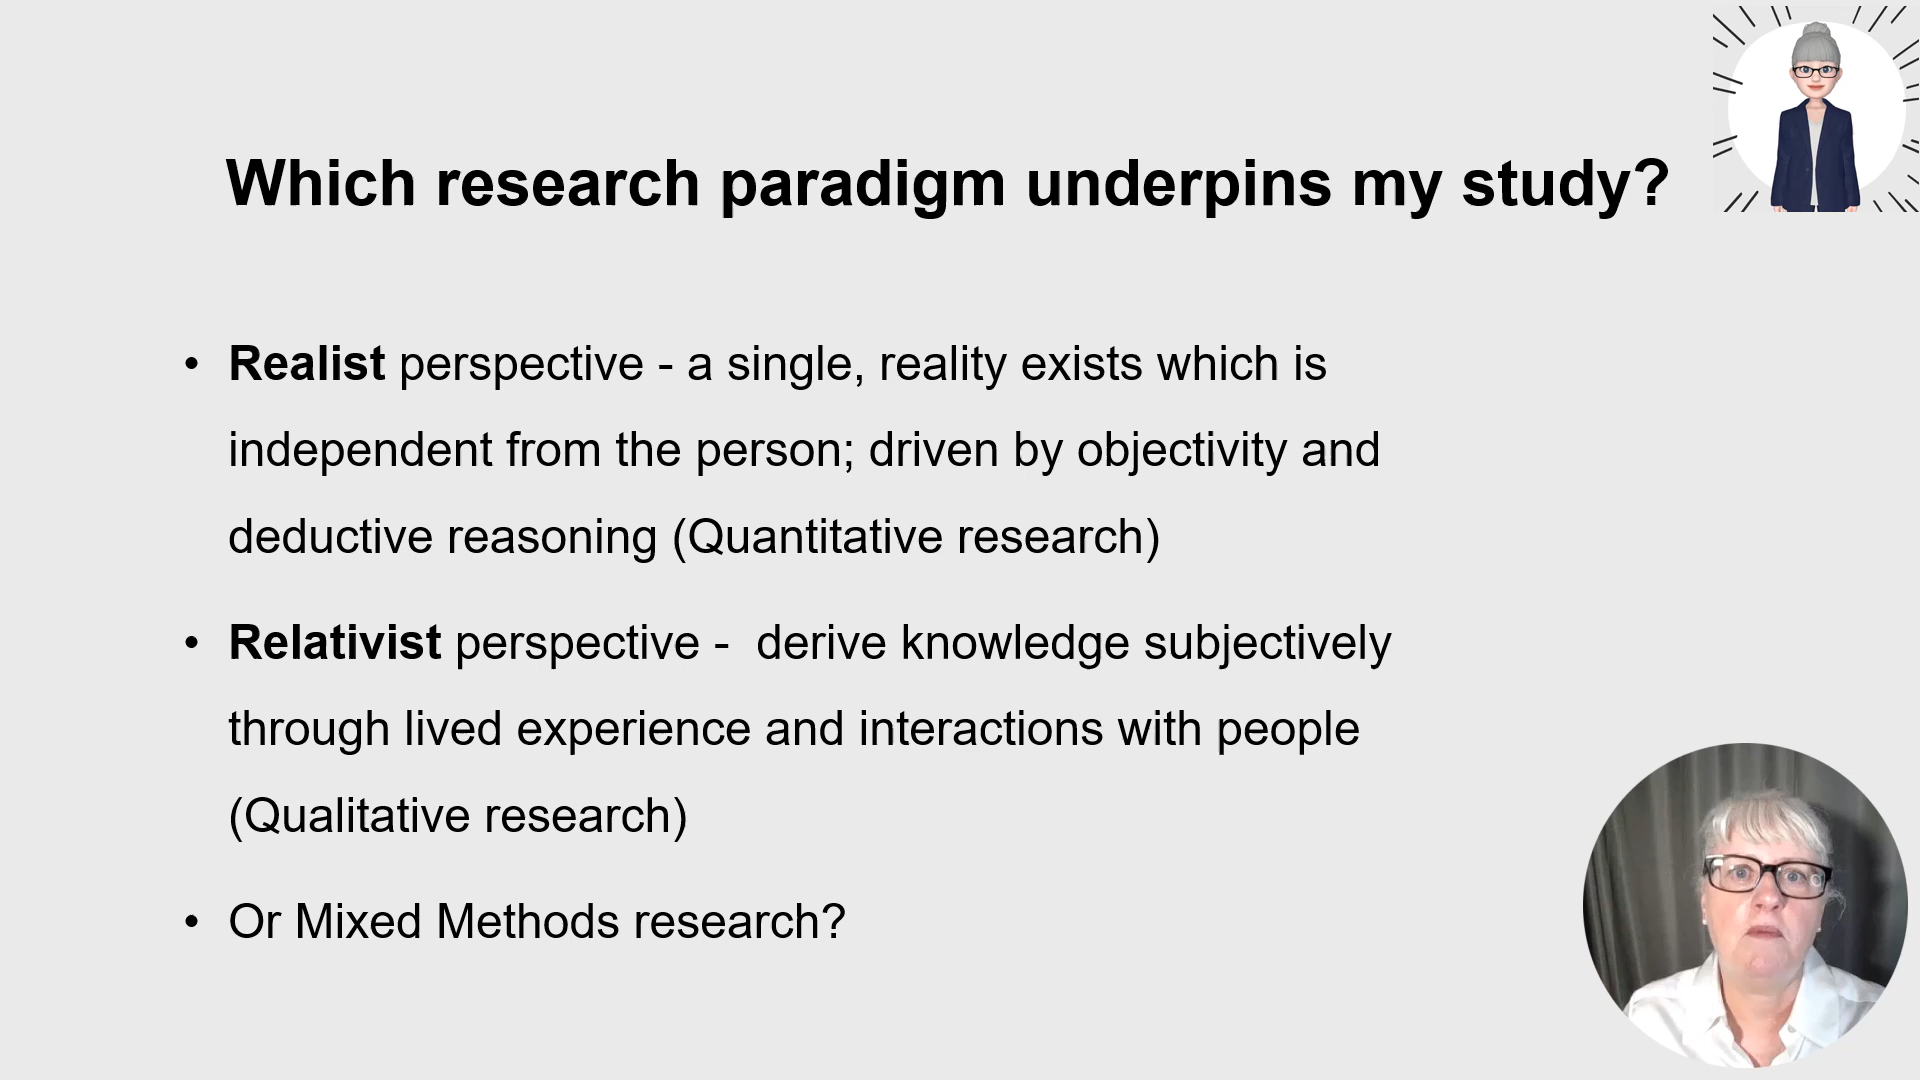 Which research paradigm underpins my study?
• Realist perspective - a single, reality exists which is
independent from the person; driven by objectivity and
deductive reasoning (Quantitative research)
• Relativist perspective -  derive knowledge subjectively
through lived experience and interactions with people
(Qualitative research)
• Or Mixed Methods research?